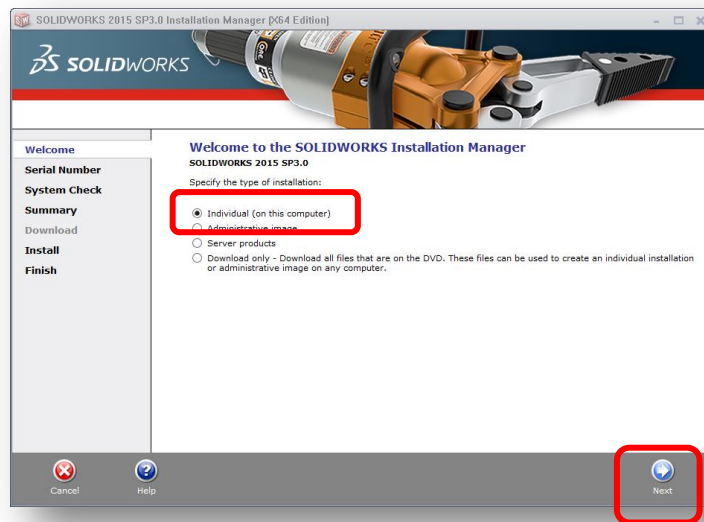 SOLIDWORKS 2015 SP3.0 Installation Manager [X64 Edition]
SOLIDWORKS
Welcome
Serial Number
System Check
Summary
Download
Install
Finish
Welcome to the SOLIDWORKS Installation Manager
SOLIDWORKS 2015 SP3.0
Specify the type of installation:
Individual (on this computer)
Administrative image
Server products
Download only - Download all files that are on the DVD. These files can be used to create an individual installation
or administrative image on any computer.
Cancel
Help
Next